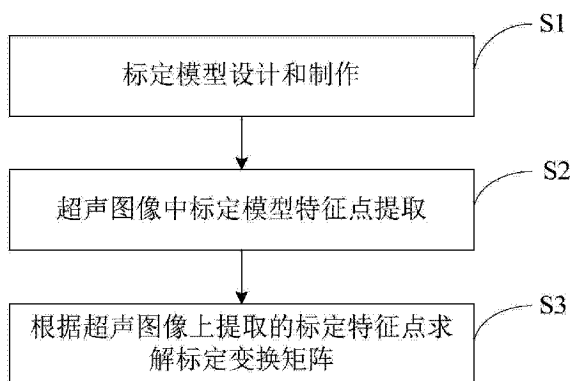 S1
标定模型设计和制作
S2
超声图像中标定模型特征点提取
S3
根据超声图像上提取的标定特征点求
解标定变换矩阵